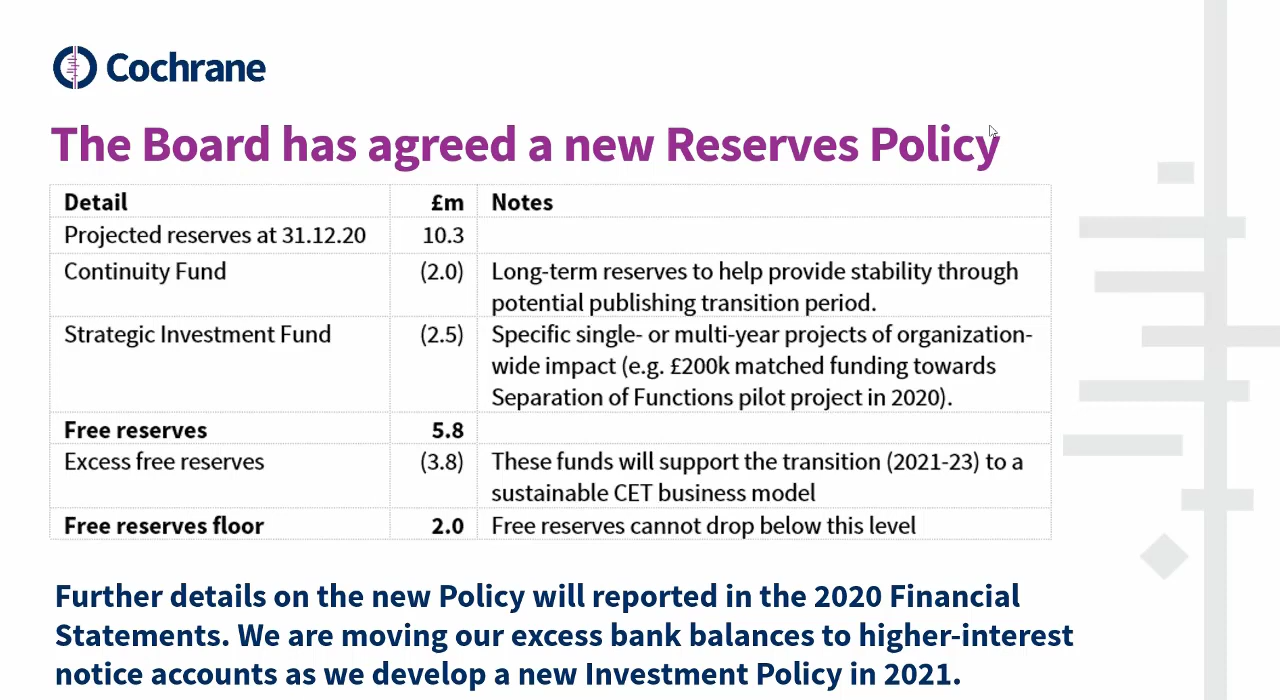 Cochrane
The Board has agreed a new Reserves Policy
Detail £m Notes
Projected reserves at 31.12.20 10.3
Continuity Fund (2.0) Long-term reserves to help provide stability through
potential publishing transition period.
Strategic Investment Fund (2.5) Specific single- or multi-year projects of organization-
wide impact (e.g. £200k matched funding towards
Separation of Functions pilot project in 2020).
Free reserves 5.8
Excess free reserves (3.8) These funds will support the transition (2021-23) to a
sustainable CET business model
Free reserves floor 2.0 Free reserves cannot drop below this level
Further details on the new Policy will reported in the 2020 Financial
Statements. We are moving our excess bank balances to higher-interest
notice accounts as we develop a new Investment Policy in 2021.